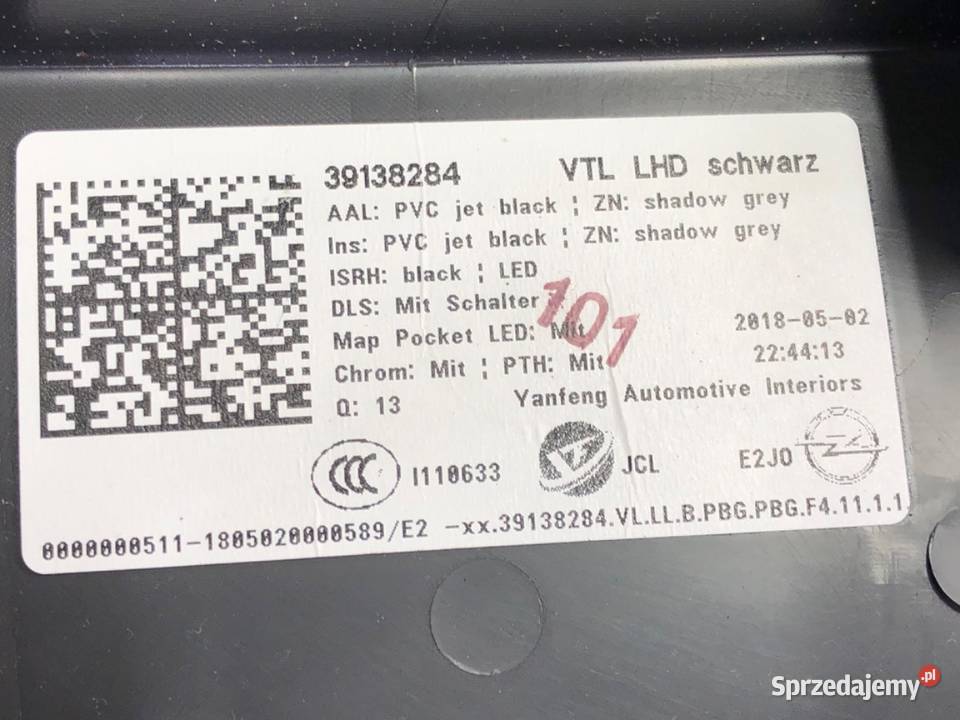 39138284 VTL LHD schwarz
AAL: PVC jet black ¦ ZN: shadow grey
Ins: PVC jet black ¦ ZN: shadow grey
ISRH: black ¦ LED
DLS: Mit Schalter
101
Map Pocket LED: Mit
2018-05-02
Chrom: Mit ¦ PTH: Mit
22:44:13
Q: 13
Yanfeng Automotive Interiors
CCC I110633 JCL E2JO
0000000511-1805020000589/E2 -xx.39138284.VL.LL.B.PBG.PBG.F4.11.1.1
Sprzedajemy.pl